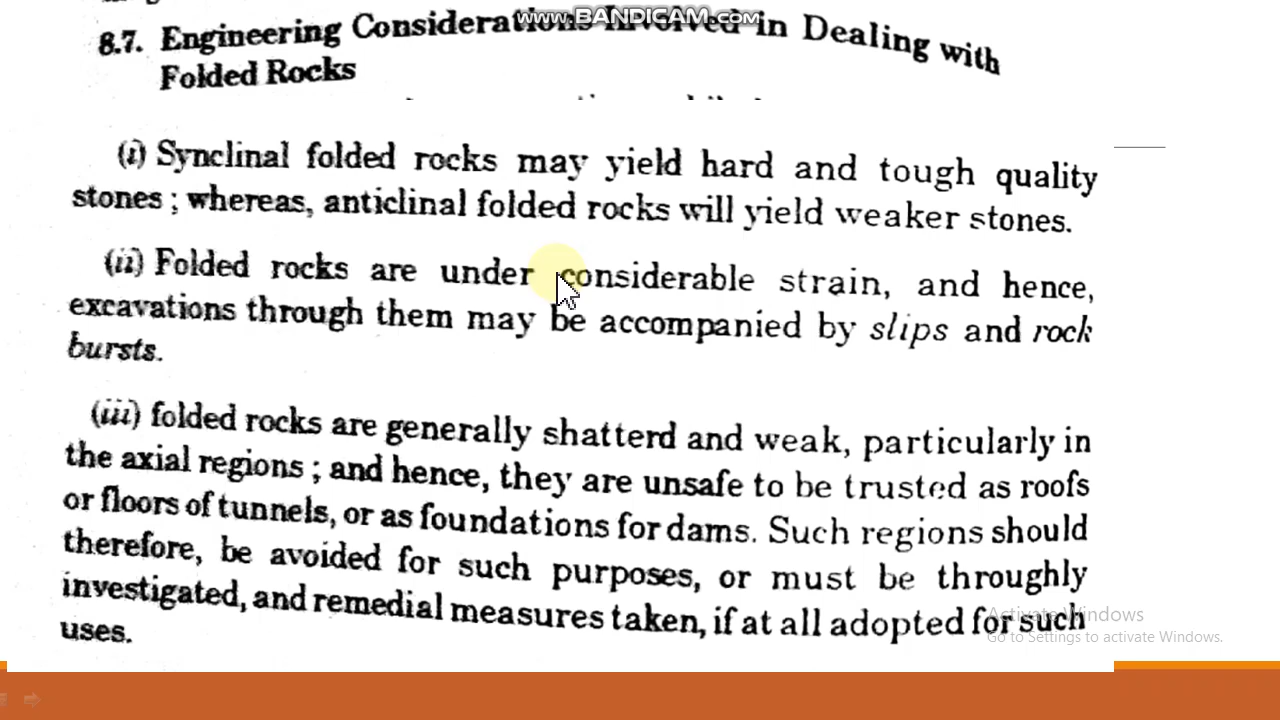 www.BANDICAM.com
8.7. Engineering Considerations Involved in Dealing with
Folded Rocks
(i) Synclinal folded rocks may yield hard and tough quality
stones ; whereas, anticlinal folded rocks will yield weaker stones.
(ii) Folded rocks are under considerable strain, and hence,
excavations through them may be accompanied by slips and rock
bursts.
(iii) folded rocks are generally shatterd and weak, particularly in
the axial regions ; and hence, they are unsafe to be trusted as roofs
or floors of tunnels, or as foundations for dams. Such regions should
therefore, be avoided for such purposes, or must be throughly
investigated, and remedial measures taken, if at all adopted for such
uses.
Activate Windows
Go to Settings to activate Windows.